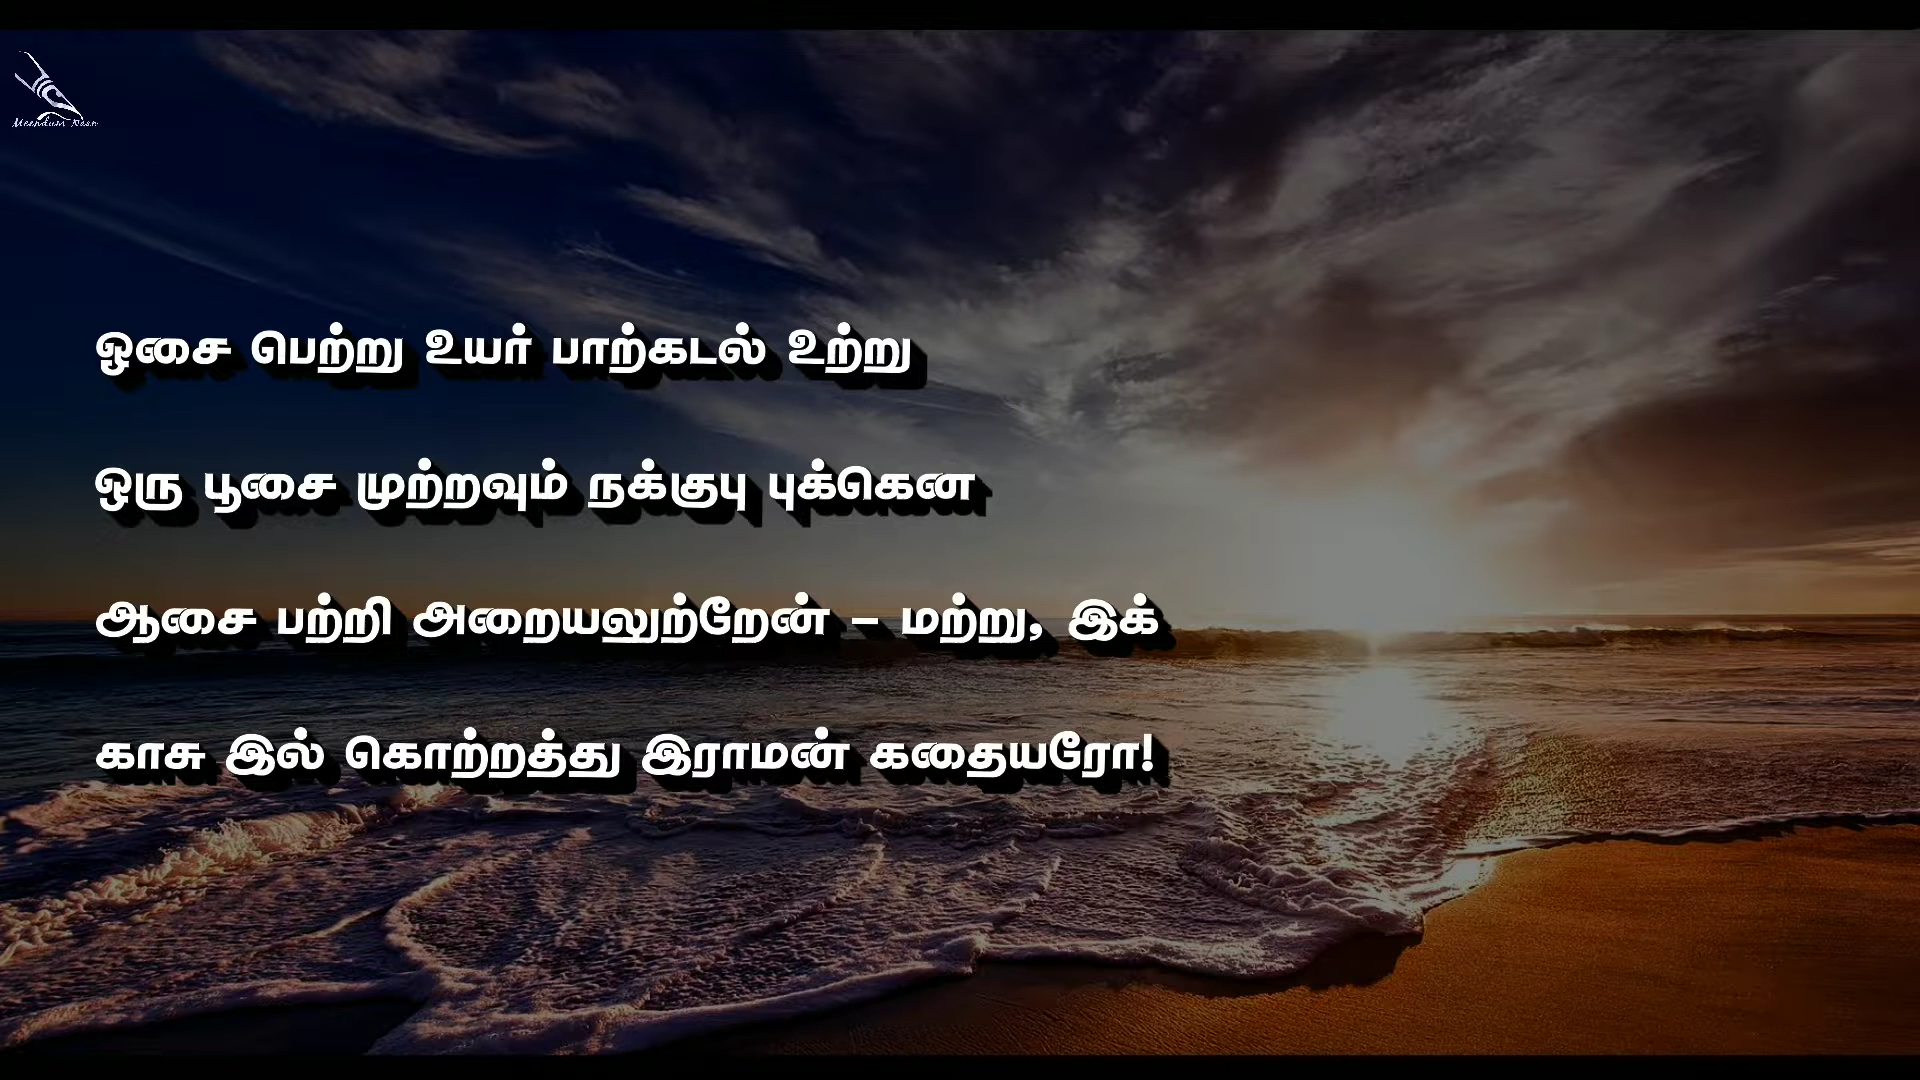 ஓசை பெற்று உயர் பாற்கடல் உற்று
ஒரு பூசை முற்றவும் நக்குபு புக்கென
ஆசை பற்றி அறையலுற்றேன் – மற்று, இக்
காசு இல் கொற்றத்து இராமன் கதையரோ!